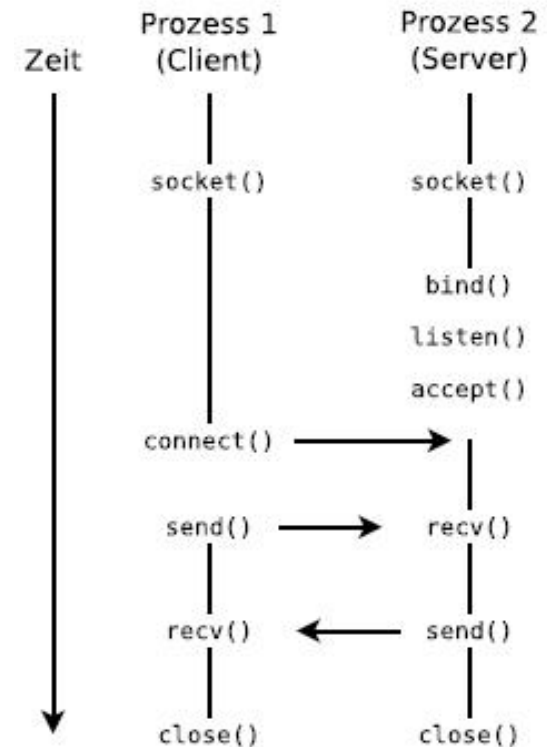 Zeit
Prozess 1
(Client)
Prozess 2
(Server)
socket()
socket()
bind()
listen()
accept()
connect()
send()
recv()
recv()
send()
close()
close()